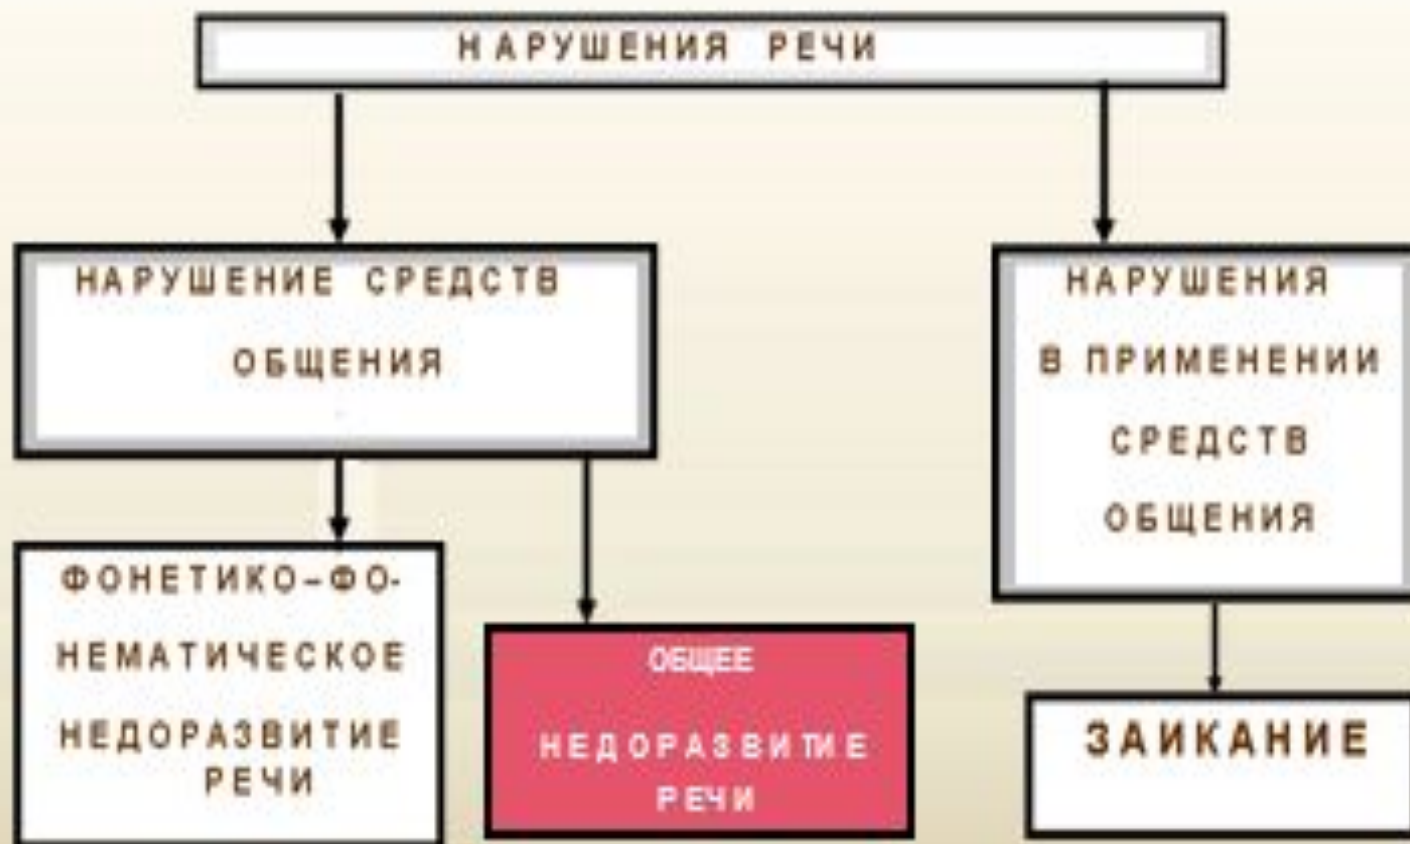 НАРУШЕНИЯ РЕЧИ
НАРУШЕНИЕ СРЕДСТВ
ОБЩЕНИЯ
НАРУШЕНИЯ
В ПРИМЕНЕНИИ
СРЕДСТВ
ОБЩЕНИЯ
ФОНЕТИКО–ФО-
НЕМАТИЧЕСКОЕ
НЕДОРАЗВИТИЕ
РЕЧИ
ОБЩЕЕ
НЕДОРАЗВИТИЕ
РЕЧИ
ЗАИКАНИЕ